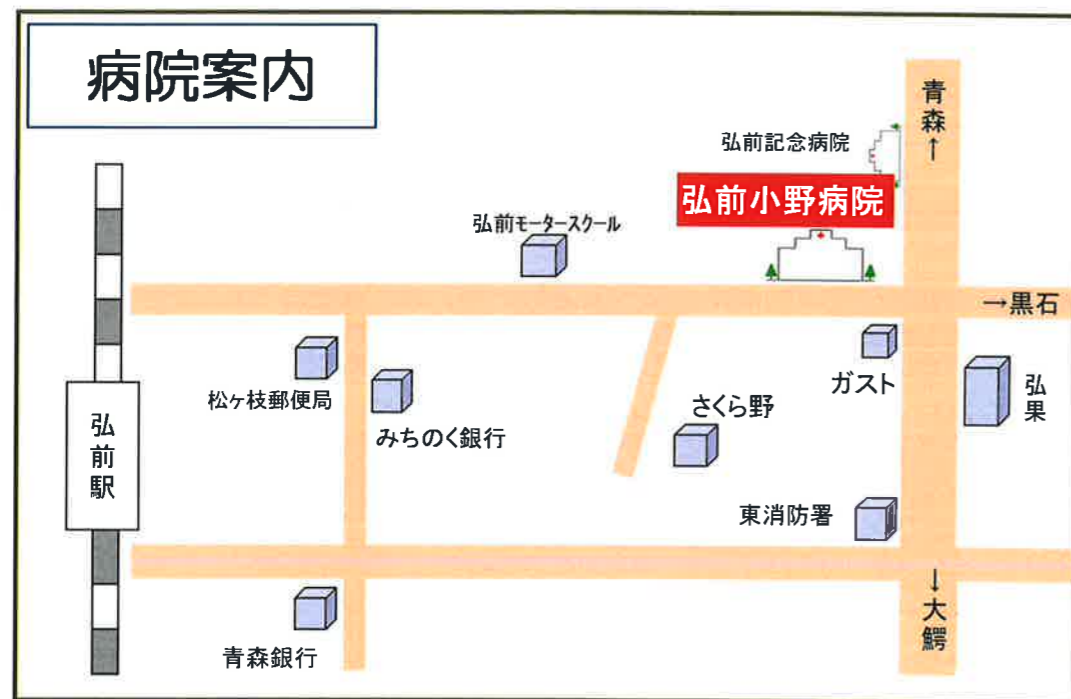 病院案内
青森↑
弘前記念病院
弘前小野病院
弘前モータースクール
→黒石
松ヶ枝郵便局
みちのく銀行
さくら野
ガスト
弘果
弘前駅
東消防署
↓大鰐
青森銀行